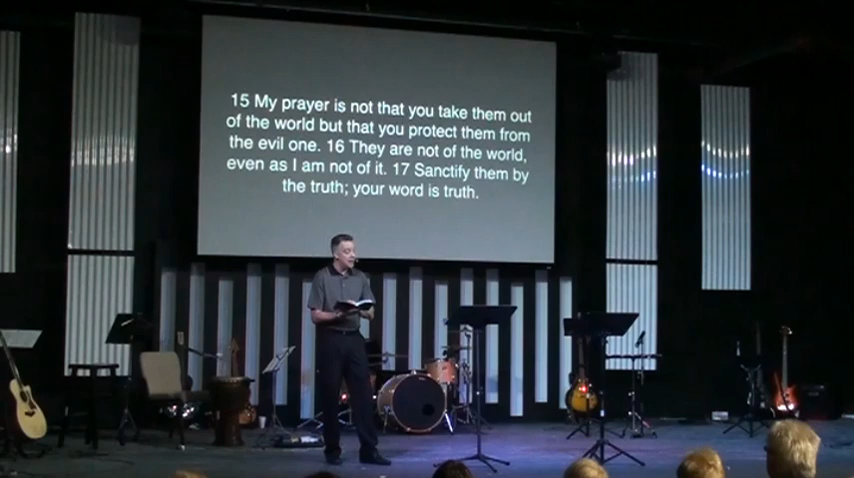 15 My prayer is not that you take them out
of the world but that you protect them from
the evil one. 16 They are not of the world,
even as I am not of it. 17 Sanctify them by
the truth; your word is truth.